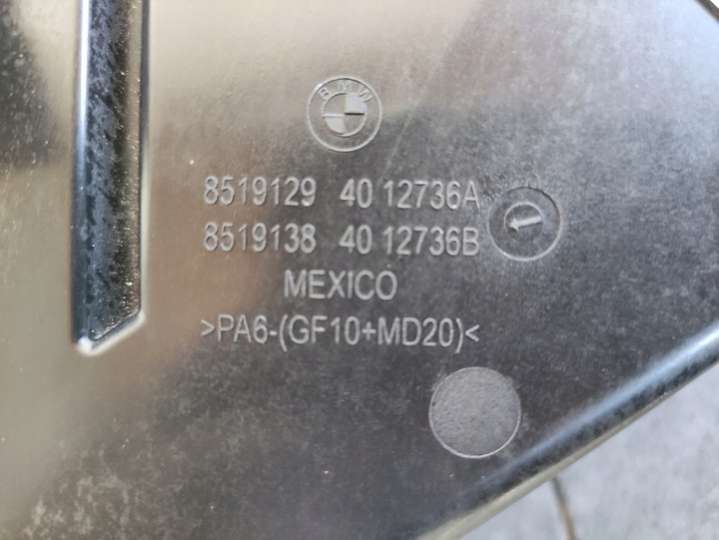 BMW
8519129 40 12736A
8519138 40 12736B
MEXICO
>PA6-(GF10+MD20)<